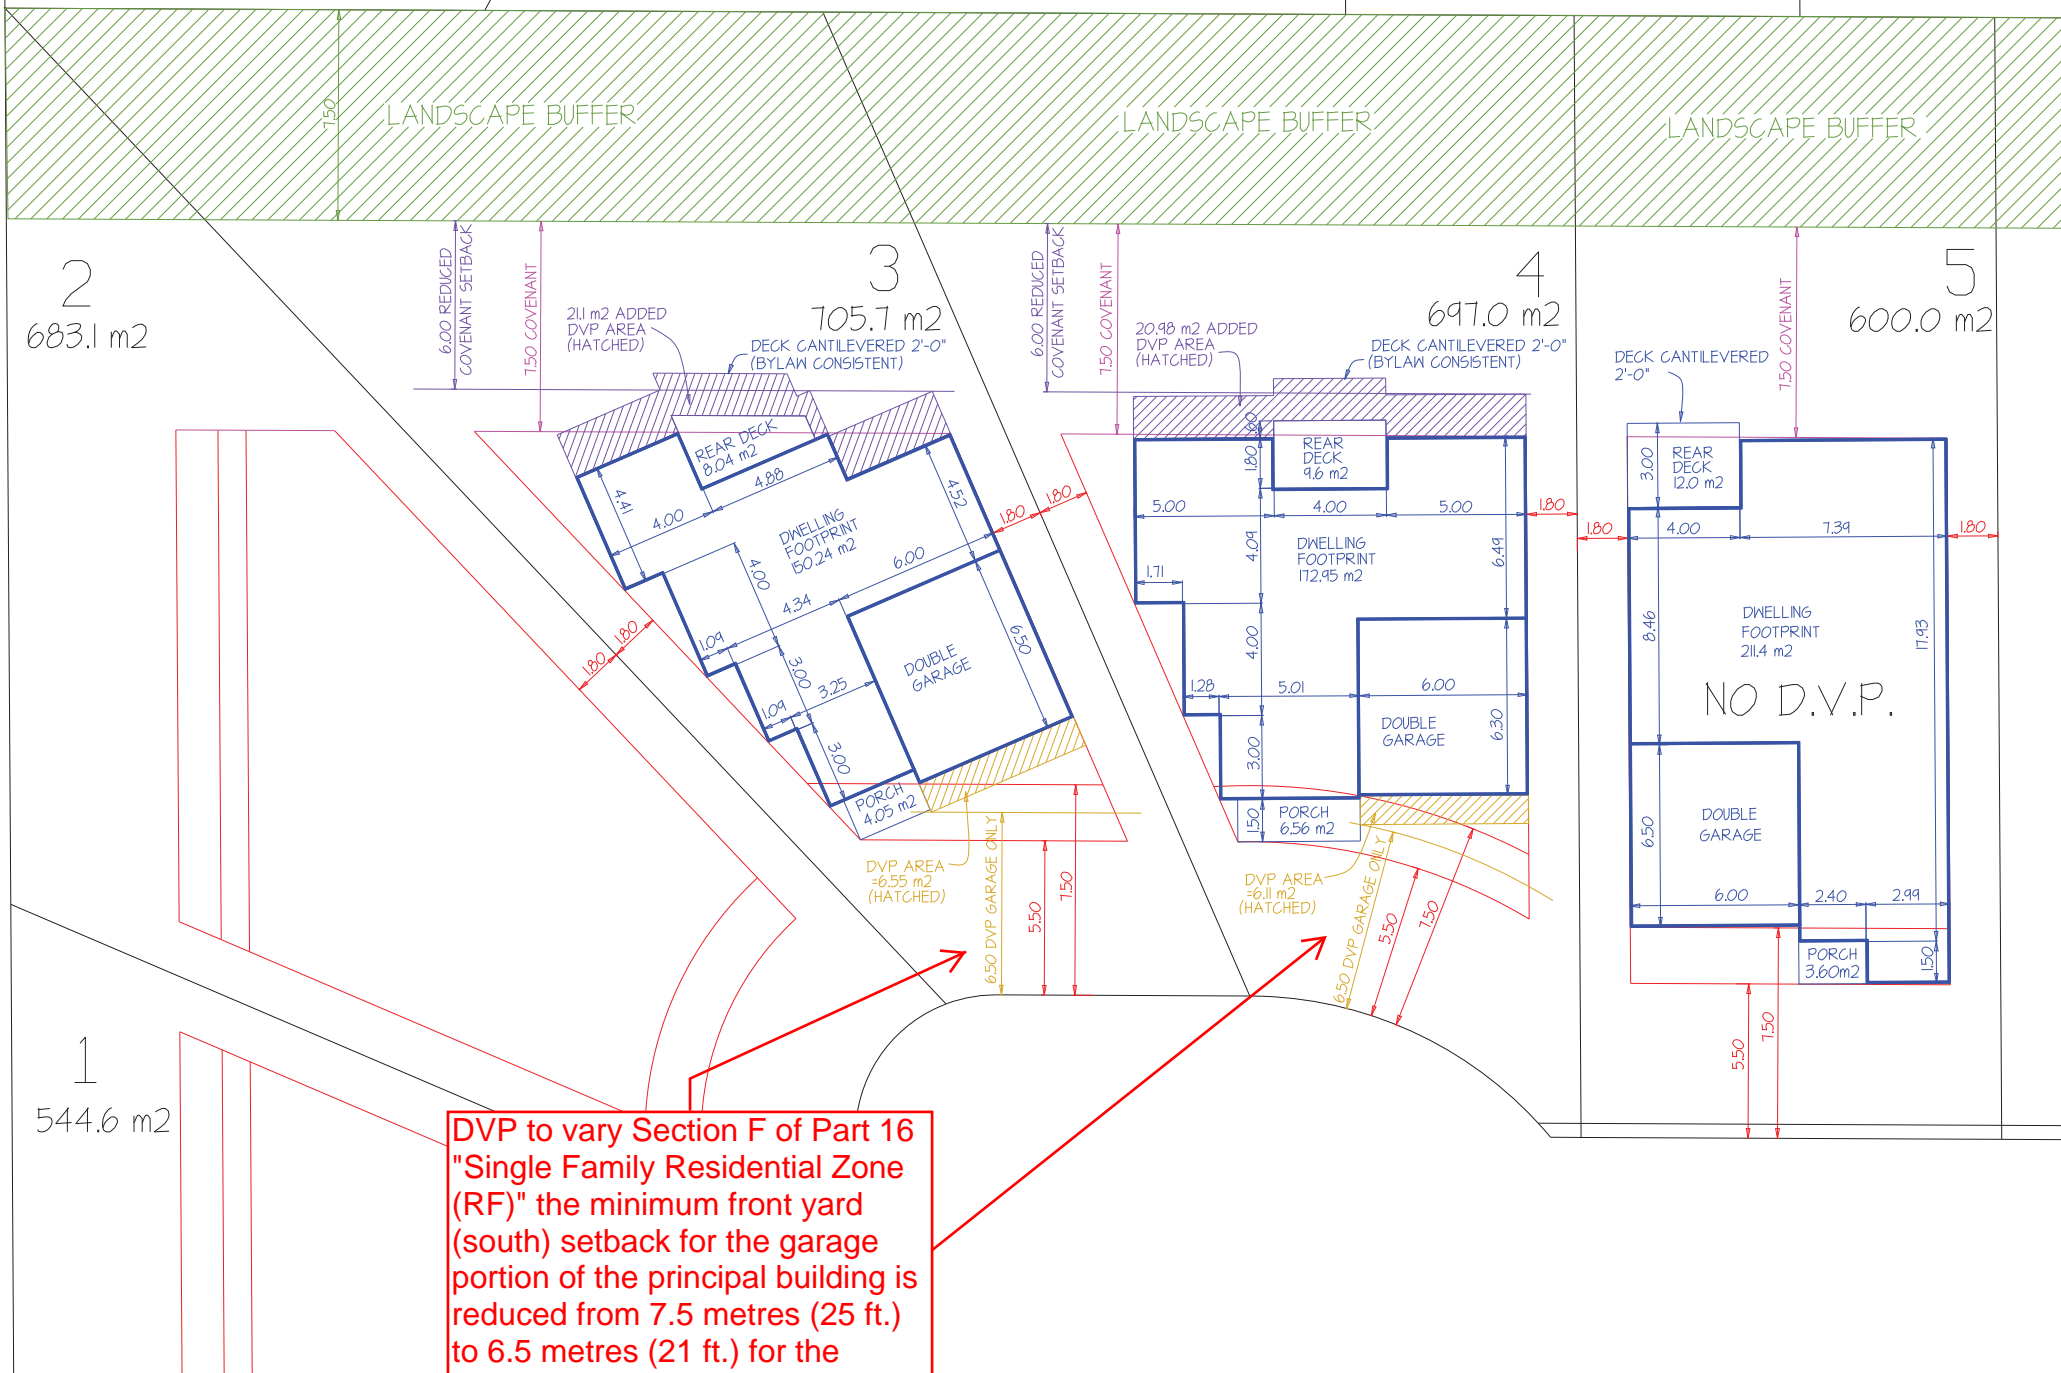 LANDSCAPE BUFFER
LANDSCAPE BUFFER
LANDSCAPE BUFFER
7.50
2
683.1 m2
6.00 REDUCED
COVENANT SETBACK
7.50 COVENANT
3
705.7 m2
21.1 m2 ADDED
DVP AREA
(HATCHED)
DECK CANTILEVERED 2'-0"
(BYLAW CONSISTENT)
REAR DECK
8.04 m2
4.88
4.41
4.00
4.52
DWELLING
FOOTPRINT
150.24 m2
6.00
4.00
4.34
1.09
3.00
3.25
1.09
3.00
6.50
DOUBLE
GARAGE
PORCH
4.05 m2
1.80
1.80
1.80
1.80
DVP AREA
=6.55 m2
(HATCHED)
6.50 DVP GARAGE ONLY
5.50
7.50
6.00 REDUCED
COVENANT SETBACK
7.50 COVENANT
4
697.0 m2
20.98 m2 ADDED
DVP AREA
(HATCHED)
DECK CANTILEVERED 2'-0"
(BYLAW CONSISTENT)
.60
1.80
REAR
DECK
9.6 m2
5.00
4.00
5.00
1.80
4.09
DWELLING
FOOTPRINT
172.95 m2
6.49
1.71
4.00
1.28
5.01
6.00
3.00
DOUBLE
GARAGE
6.30
1.50
PORCH
6.56 m2
DVP AREA
=6.11 m2
(HATCHED)
6.50 DVP GARAGE ONLY
5.50
7.50
5
600.0 m2
7.50 COVENANT
DECK CANTILEVERED
2'-0"
3.00
REAR
DECK
12.0 m2
1.80
4.00
7.39
1.80
8.46
DWELLING
FOOTPRINT
211.4 m2
17.93
NO D.V.P.
6.50
DOUBLE
GARAGE
6.00
2.40
2.99
PORCH
3.60m2
1.50
5.50
7.50
1
544.6 m2
DVP to vary Section F of Part 16
"Single Family Residential Zone
(RF)" the minimum front yard
(south) setback for the garage
portion of the principal building is
reduced from 7.5 metres (25 ft.)
to 6.5 metres (21 ft.) for the